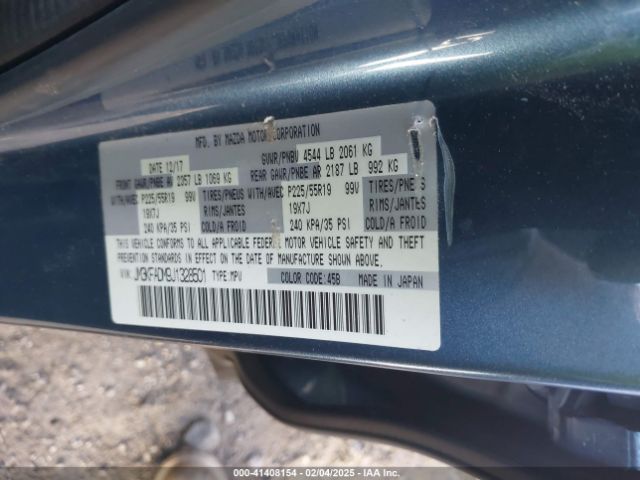 MFD. BY MAZDA MOTOR CORPORATION
DATE 12/17 GVWR/PNBV 4544 LB 2061 KG
FRONT GAWR/PNBE AV 2357 LB 1069 KG REAR GAWR/PNBE AR 2187 LB 992 KG
WITH/AVEC P225/55R19 99V TIRES/PNEUS WITH/AVEC P225/55R19 99V TIRES/PNEUS
19X7J RIMS/JANTES 19X7J RIMS/JANTES
240 KPA/35 PSI COLD/A FROID 240 KPA/35 PSI COLD/A FROID
THIS VEHICLE CONFORMS TO ALL APPLICABLE FEDERAL MOTOR VEHICLE SAFETY AND THEFT
PREVENTION STANDARDS IN EFFECT ON THE DATE OF MANUFACTURE SHOWN ABOVE.
VIN: TYPE:MPV COLOR CODE:45B MADE IN JAPAN
000-41408154 - 02/04/2025 - IAA Inc.